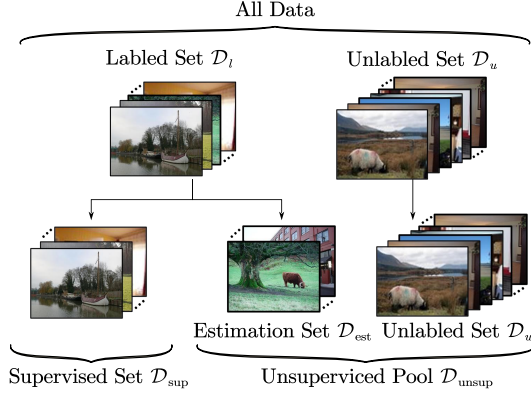 All Data
Labled Set 𝒟_l
Unlabled Set 𝒟_u
Estimation Set 𝒟_est
Unlabled Set 𝒟_u
Supervised Set 𝒟_sup
Unsuperviced Pool 𝒟_unsup